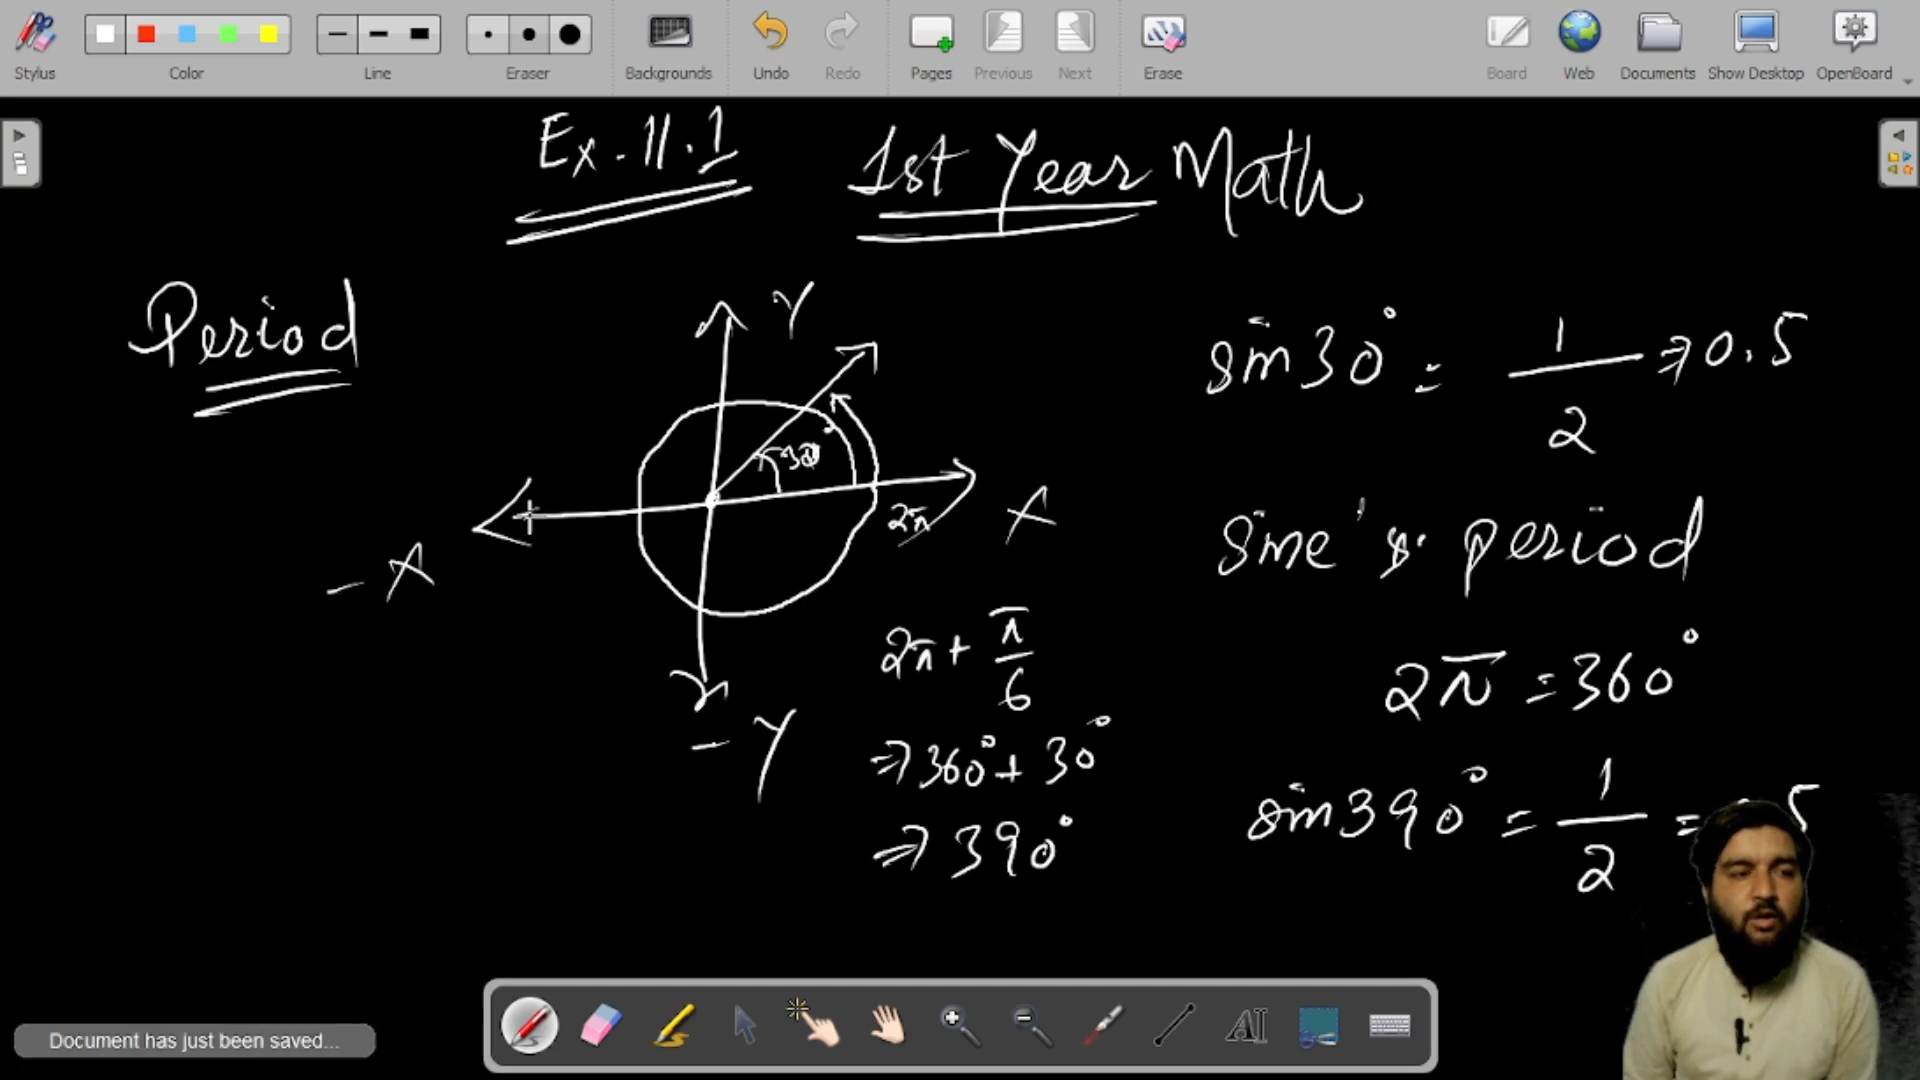 Stylus Color Line Eraser Backgrounds Undo Redo Pages Previous Next Erase Board Web Documents Show Desktop OpenBoard
Ex. 11.1 1st Year Math
Period
Y
30°
2π
X
- X
- Y
2π + π/6
⇒ 360° + 30°
⇒ 390°
sin30° = 1/2 ⇒ 0.5
sine's period
2π = 360°
sin390° = 1/2 = 5
AI
Document has just been saved...